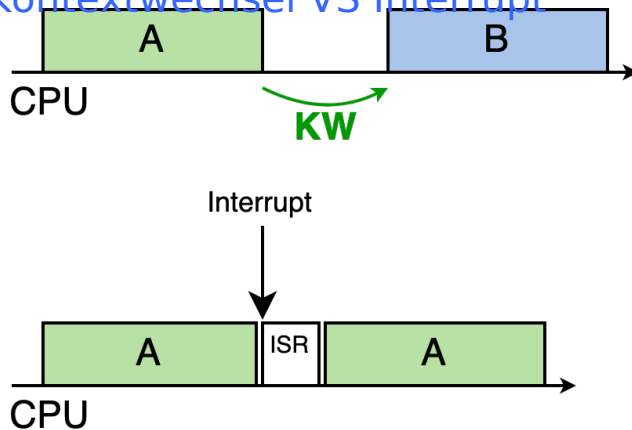 Kontextwechsel VS Interrupt
A
B
CPU
KW
Interrupt
A
ISR
A
CPU